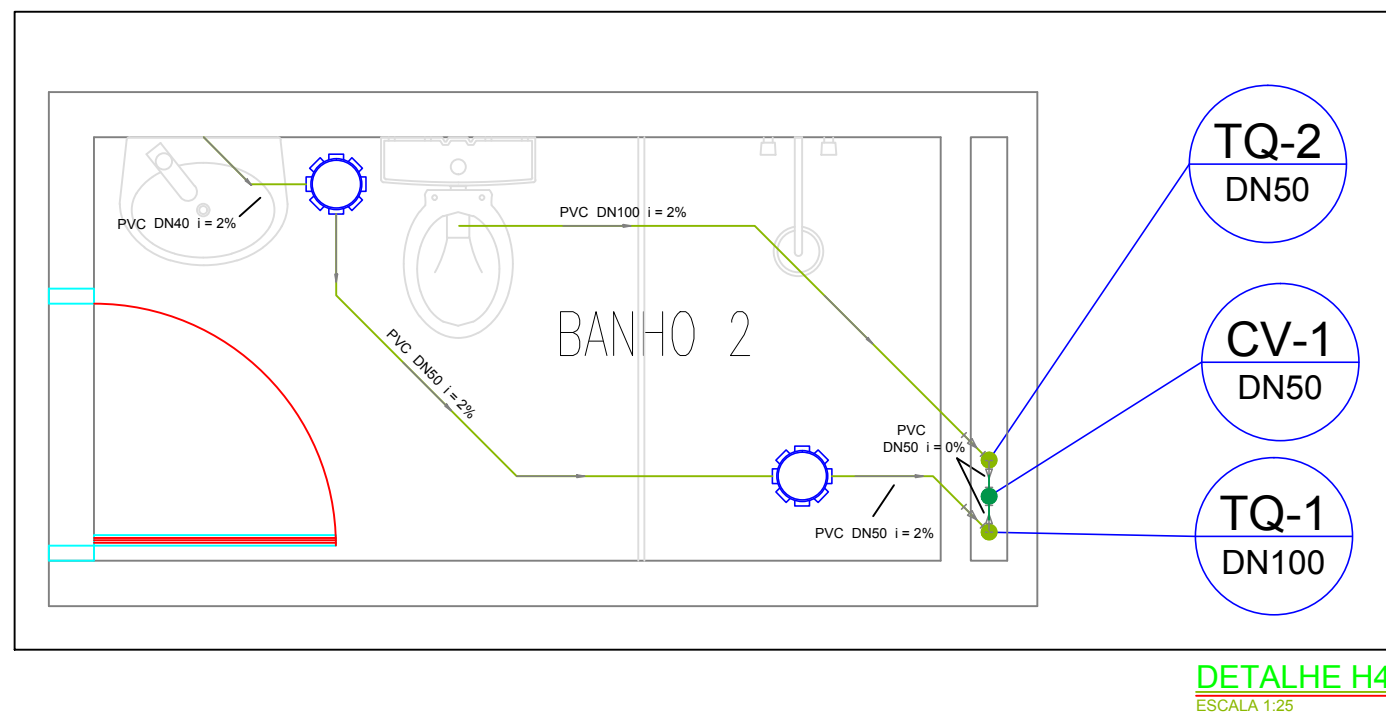 TQ-2
DN50
PVC DN40 i = 2%
PVC DN100 i = 2%
BANHO 2
CV-1
DN50
PVC DN50 i = 2%
PVC
DN50 i = 0%
TQ-1
DN100
PVC DN50 i = 2%
DETALHE H4
ESCALA 1:25